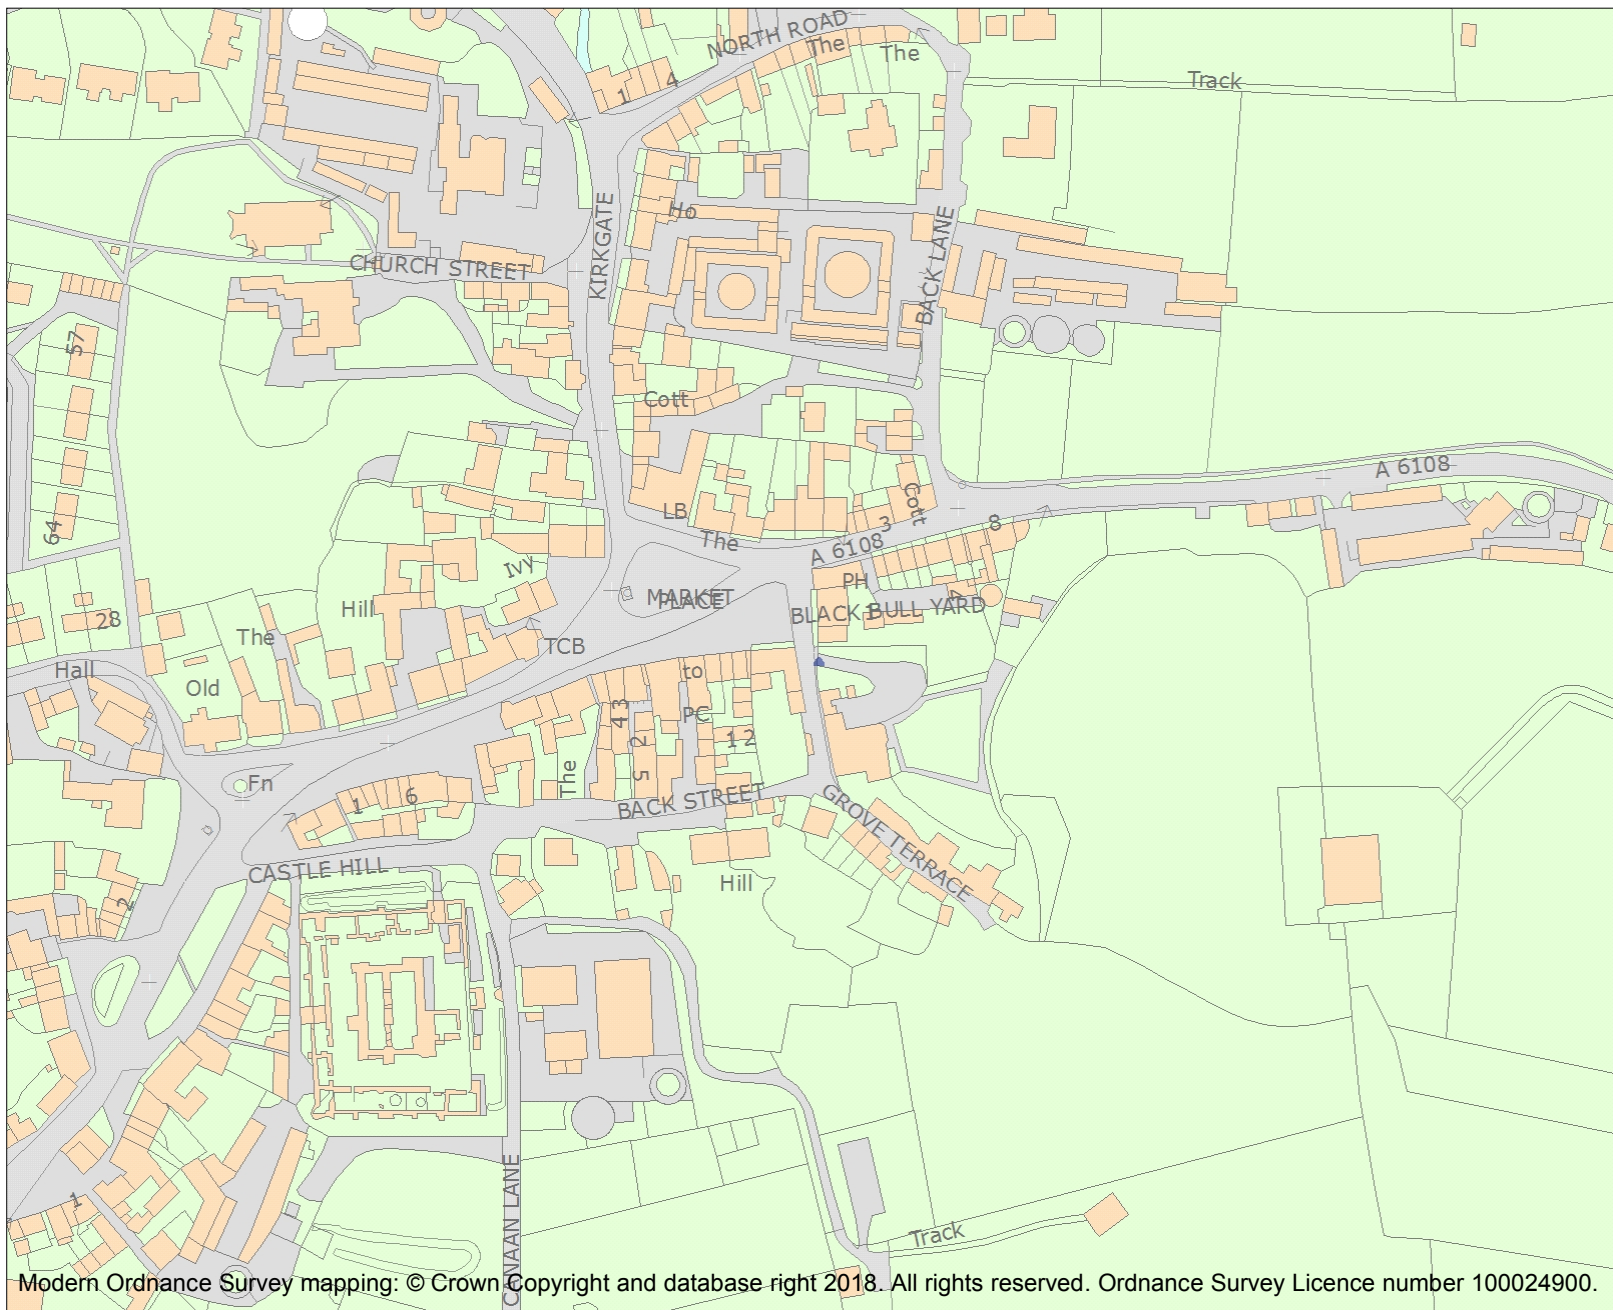 NORTH ROAD
The
The
1
4
Track
Ho
KIRKGATE
BACK LANE
CHURCH STREET
57
Cott
A 6108
64
LB
Cott
3
8
The
A 6108
Ivy
PH
MARKET
PLACE
4
BLACK BULL YARD
1
28
Hill
The
TCB
Hall
to
Old
3
4
PC
2
1 2
5
The
Fn
1
6
BACK STREET
GROVE TERRACE
CASTLE HILL
Hill
2
CANAAN LANE
1
Track
Modern Ordnance Survey mapping: © Crown Copyright and database right 2018. All rights reserved. Ordnance Survey Licence number 100024900.